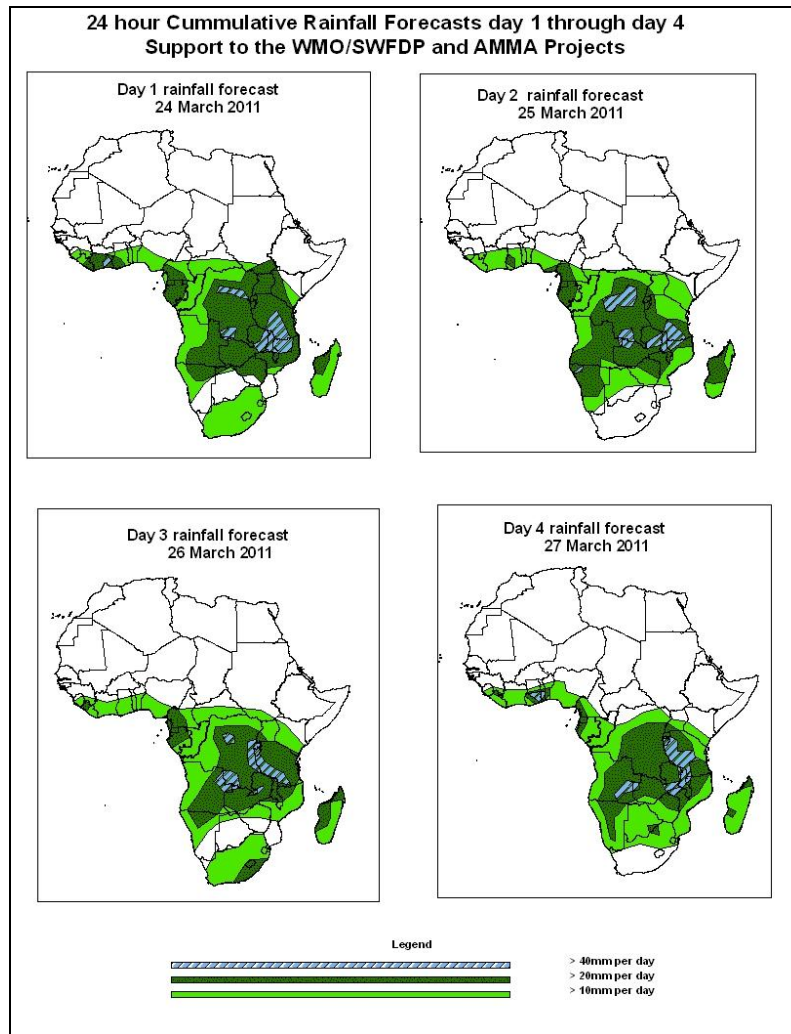 24 hour Cummulative Rainfall Forecasts day 1 through day 4
Support to the WMO/SWFDP and AMMA Projects
Day 1 rainfall forecast
24 March 2011
Day 2 rainfall forecast
25 March 2011
Day 3 rainfall forecast
26 March 2011
Day 4 rainfall forecast
27 March 2011
Legend
> 40mm per day
> 20mm per day
> 10mm per day